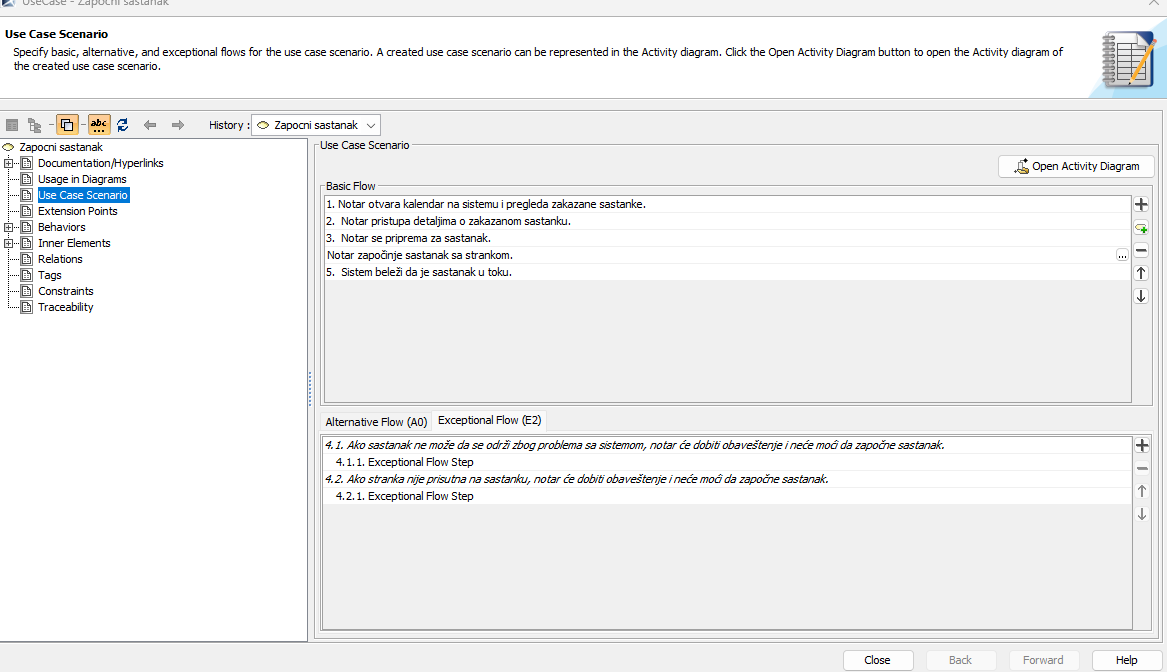 UseCase - Zapocni sastanak
Use Case Scenario
Specify basic, alternative, and exceptional flows for the use case scenario. A created use case scenario can be represented in the Activity diagram. Click the Open Activity Diagram button to open the Activity diagram of
the created use case scenario.
abc
History :
Zapocni sastanak
Zapocni sastanak
Documentation/Hyperlinks
Usage in Diagrams
Use Case Scenario
Extension Points
Behaviors
Inner Elements
Relations
Tags
Constraints
Traceability
Use Case Scenario
Open Activity Diagram
Basic Flow
1. Notar otvara kalendar na sistemu i pregleda zakazane sastanke.
2. Notar pristupa detaljima o zakazanom sastanku.
3. Notar se priprema za sastanak.
Notar započinje sastanak sa strankom.
...
5. Sistem beleži da je sastanak u toku.
Alternative Flow (A0)
Exceptional Flow (E2)
4.1. Ako sastanak ne može da se održi zbog problema sa sistemom, notar će dobiti obaveštenje i neće moći da započne sastanak.
4.1.1. Exceptional Flow Step
4.2. Ako stranka nije prisutna na sastanku, notar će dobiti obaveštenje i neće moći da započne sastanak.
4.2.1. Exceptional Flow Step
Close
Back
Forward
Help